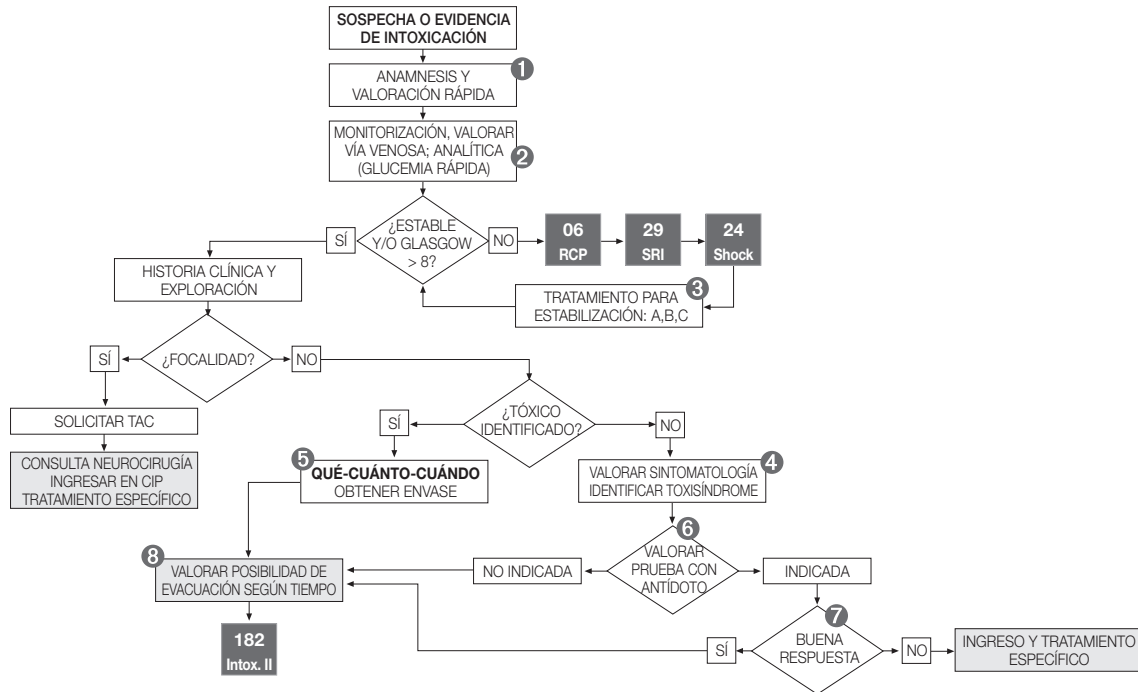 SOSPECHA O EVIDENCIA
DE INTOXICACIÓN
1
ANAMNESIS Y
VALORACIÓN RÁPIDA
MONITORIZACIÓN, VALORAR
VÍA VENOSA; ANALÍTICA
(GLUCEMIA RÁPIDA)
2
¿ESTABLE
Y/O GLASGOW
> 8?
SÍ
NO
06
RCP
29
SRI
24
Shock
3
TRATAMIENTO PARA
ESTABILIZACIÓN: A,B,C
HISTORIA CLÍNICA Y
EXPLORACIÓN
¿FOCALIDAD?
SÍ
NO
SOLICITAR TAC
CONSULTA NEUROCIRUGÍA
INGRESAR EN CIP
TRATAMIENTO ESPECÍFICO
¿TÓXICO
IDENTIFICADO?
SÍ
NO
5
QUÉ-CUÁNTO-CUÁNDO
OBTENER ENVASE
4
VALORAR SINTOMATOLOGÍA
IDENTIFICAR TOXISÍNDROME
6
VALORAR
PRUEBA CON
ANTÍDOTO
NO INDICADA
INDICADA
8
VALORAR POSIBILIDAD DE
EVACUACIÓN SEGÚN TIEMPO
182
Intox. II
7
BUENA
RESPUESTA
SÍ
NO
INGRESO Y TRATAMIENTO
ESPECÍFICO